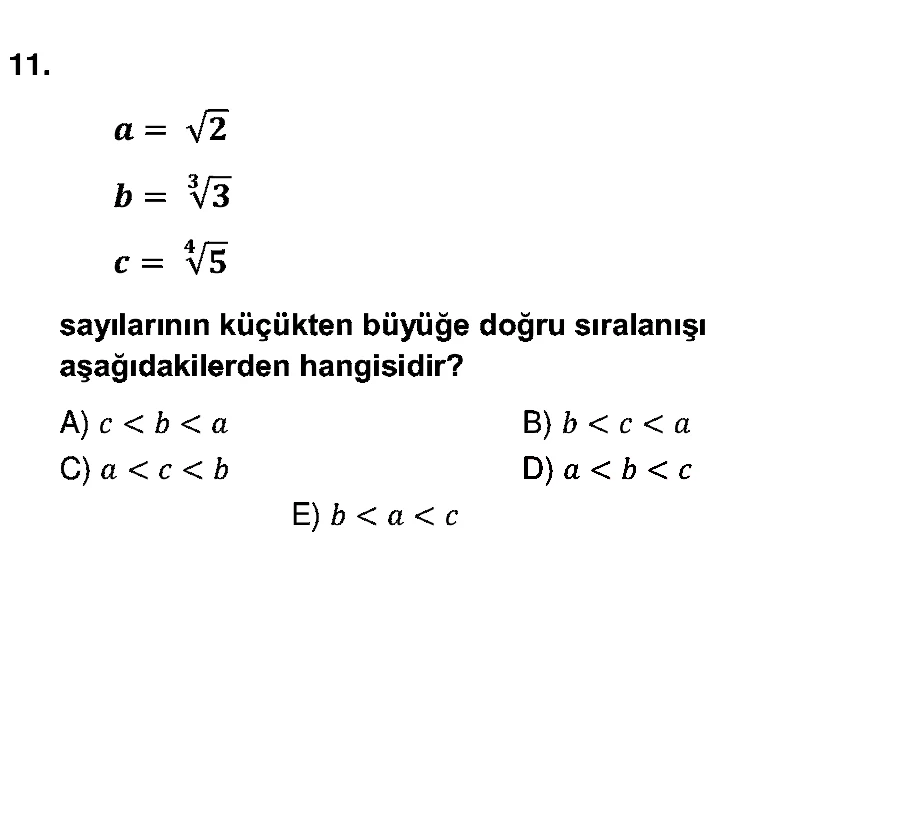 11.
a = √2
b = ∛3
c = ∜5
sayılarının küçükten büyüğe doğru sıralanışı
aşağıdakilerden hangisidir?
A) c < b < a B) b < c < a
C) a < c < b D) a < b < c
E) b < a < c